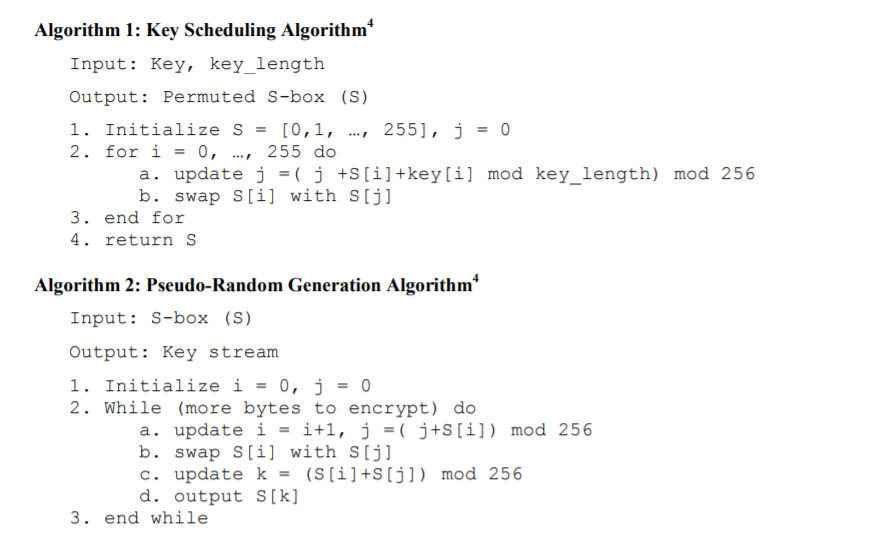 Algorithm 1: Key Scheduling Algorithm⁴
Input: Key, key_length
Output: Permuted S-box (S)
1. Initialize S = [0,1, …, 255], j = 0
2. for i = 0, …, 255 do
a. update j =( j +S[i]+key[i] mod key_length) mod 256
b. swap S[i] with S[j]
3. end for
4. return S
Algorithm 2: Pseudo-Random Generation Algorithm⁴
Input: S-box (S)
Output: Key stream
1. Initialize i = 0, j = 0
2. While (more bytes to encrypt) do
a. update i = i+1, j =( j+S[i]) mod 256
b. swap S[i] with S[j]
c. update k = (S[i]+S[j]) mod 256
d. output S[k]
3. end while